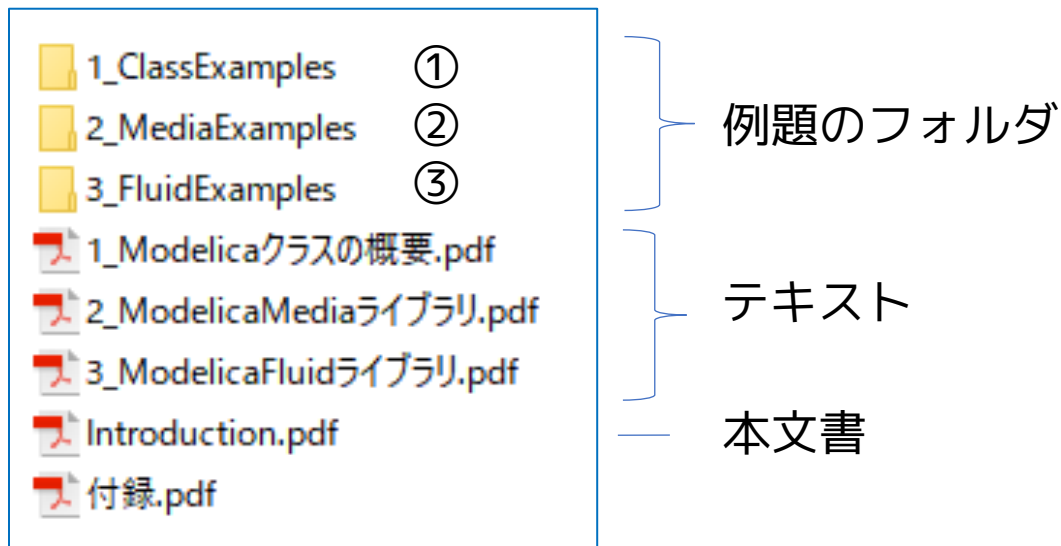 1_ClassExamples ①
2_MediaExamples ②
3_FluidExamples ③
例題のフォルダ
1_Modelicaクラスの概要.pdf
2_ModelicaMediaライブラリ.pdf
3_ModelicaFluidライブラリ.pdf
テキスト
Introduction.pdf
本文書
付録.pdf